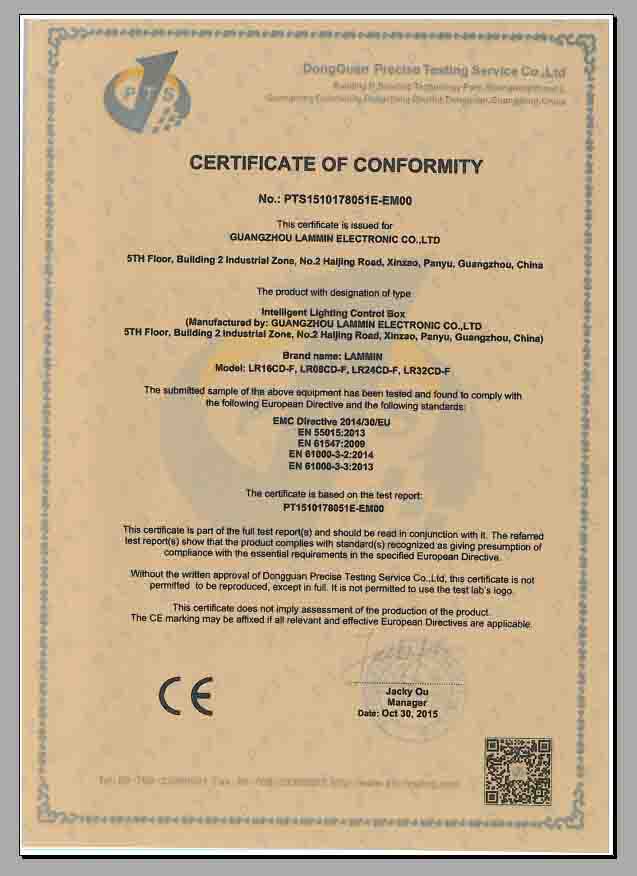 PTS
DongGuan Precise Testing Service Co.,Ltd
CERTIFICATE OF CONFORMITY
No.: PTS1510178051E-EM00
This certificate is issued for
GUANGZHOU LAMMIN ELECTRONIC CO.,LTD
5TH Floor, Building 2 Industrial Zone, No.2 Haijing Road, Xinzao, Panyu, Guangzhou, China
The product with designation of type
Intelligent Lighting Control Box
(Manufactured by: GUANGZHOU LAMMIN ELECTRONIC CO.,LTD
5TH Floor, Building 2 Industrial Zone, No.2 Haijing Road, Xinzao, Panyu, Guangzhou, China)
Brand name: LAMMIN
Model: LR16CD-F, LR08CD-F, LR24CD-F, LR32CD-F
The submitted sample of the above equipment has been tested and found to comply with
the following European Directive and the following standards:
EMC Directive 2014/30/EU
EN 55015:2013
EN 61547:2009
EN 61000-3-2:2014
EN 61000-3-3:2013
The certificate is based on the test report:
PT1510178051E-EM00
This certificate is part of the full test report(s) and should be read in conjunction with it. The referred
test report(s) show that the product complies with standard(s) recognized as giving presumption of
compliance with the essential requirements in the specified European Directive.
Without the written approval of Dongguan Precise Testing Service Co.,Ltd, this certificate is not
permitted to be reproduced, except in full. It is not permitted to use the test lab's logo.
This certificate does not imply assessment of the production of the product.
The CE marking may be affixed if all relevant and effective European Directives are applicable.
CE
Jacky Ou
Manager
Date: Oct 30, 2015